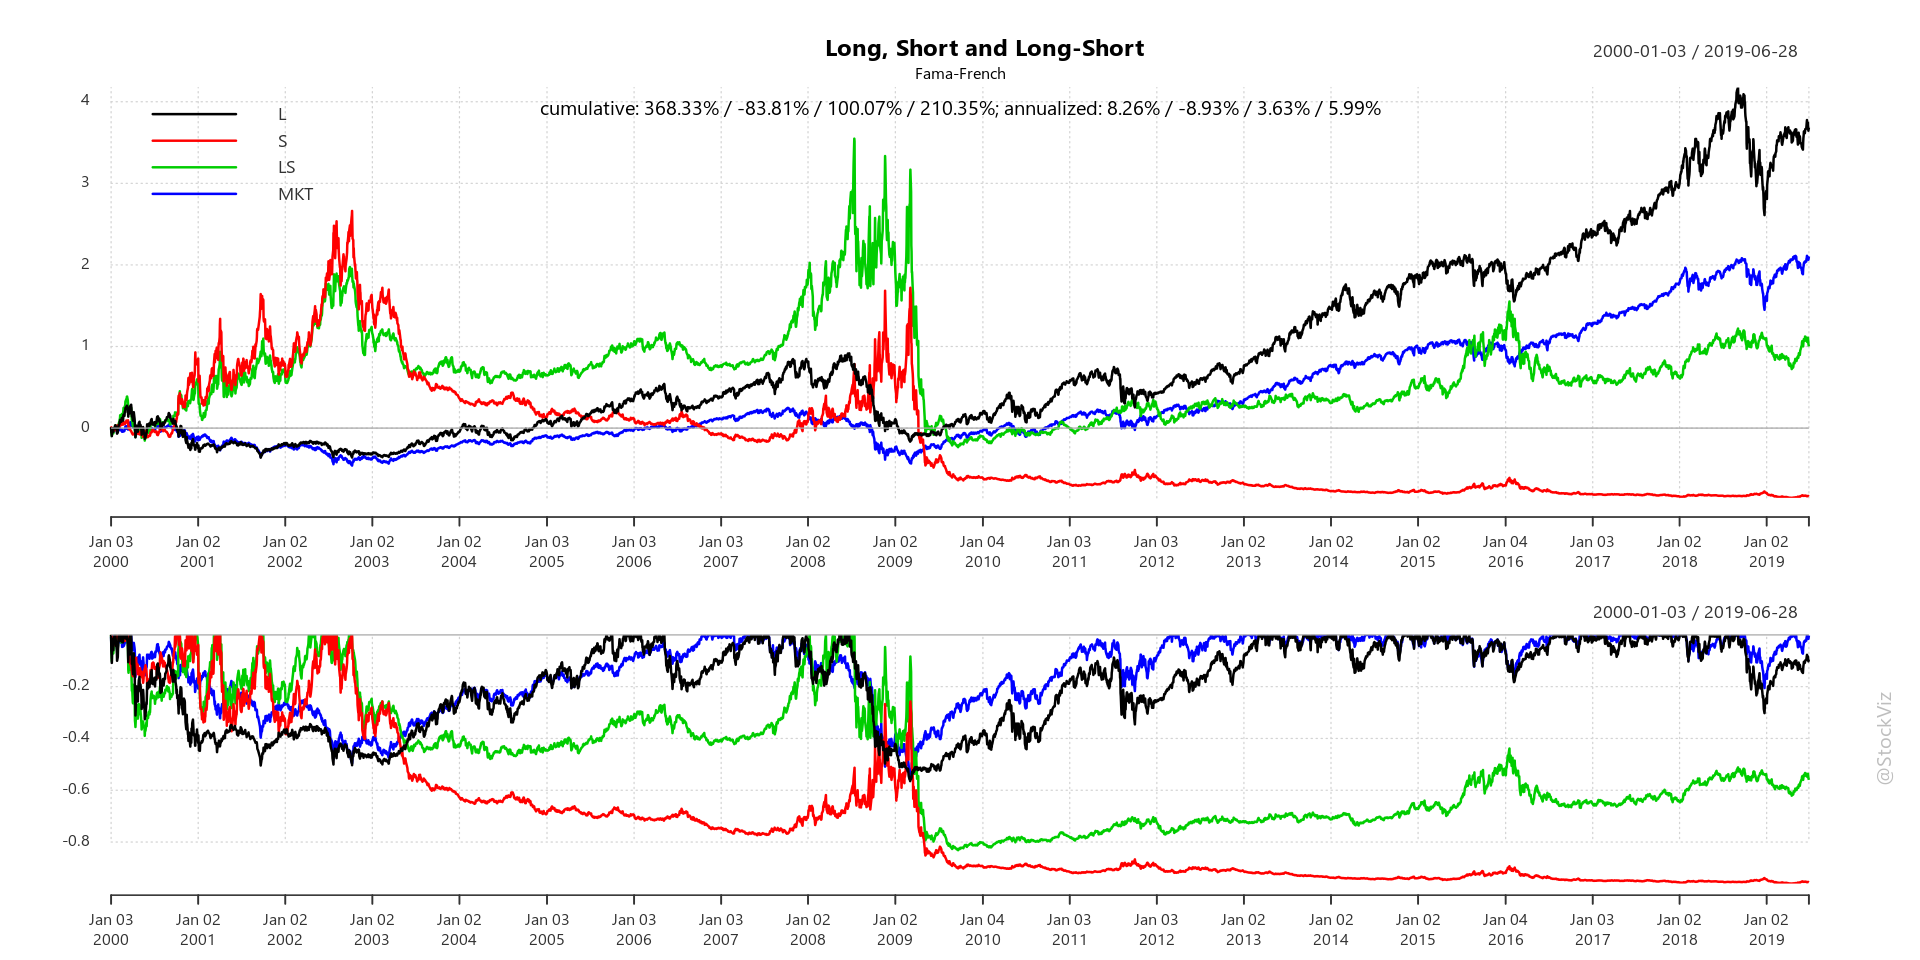 Long, Short and Long-Short
2000-01-03 / 2019-06-28
Fama-French
cumulative: 368.33% / -83.81% / 100.07% / 210.35%; annualized: 8.26% / -8.93% / 3.63% / 5.99%
L
S
LS
MKT
4
3
2
1
0
Jan 03 2000
Jan 02 2001
Jan 02 2002
Jan 02 2003
Jan 02 2004
Jan 03 2005
Jan 03 2006
Jan 03 2007
Jan 02 2008
Jan 02 2009
Jan 04 2010
Jan 03 2011
Jan 03 2012
Jan 02 2013
Jan 02 2014
Jan 02 2015
Jan 04 2016
Jan 03 2017
Jan 02 2018
Jan 02 2019
2000-01-03 / 2019-06-28
-0.2
-0.4
-0.6
-0.8
Jan 03 2000
Jan 02 2001
Jan 02 2002
Jan 02 2003
Jan 02 2004
Jan 03 2005
Jan 03 2006
Jan 03 2007
Jan 02 2008
Jan 02 2009
Jan 04 2010
Jan 03 2011
Jan 03 2012
Jan 02 2013
Jan 02 2014
Jan 02 2015
Jan 04 2016
Jan 03 2017
Jan 02 2018
Jan 02 2019
@StockViz